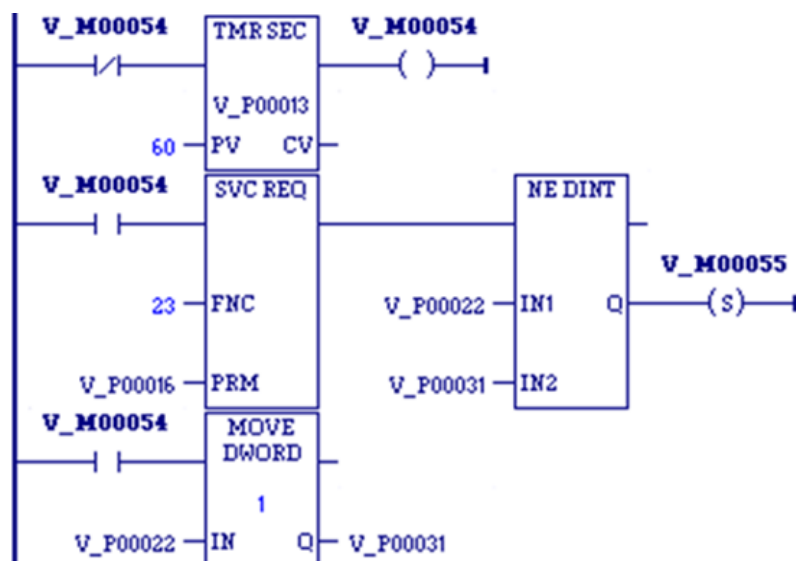 V_M00054 TMR SEC V_M00054
V_P00013
60 PV CV
V_M00054 SVC REQ NE DINT
V_M00055
23 FNC V_P00022 IN1 Q (S)
V_P00016 PRM V_P00031 IN2
V_M00054 MOVE
DWORD
1
V_P00022 IN Q V_P00031